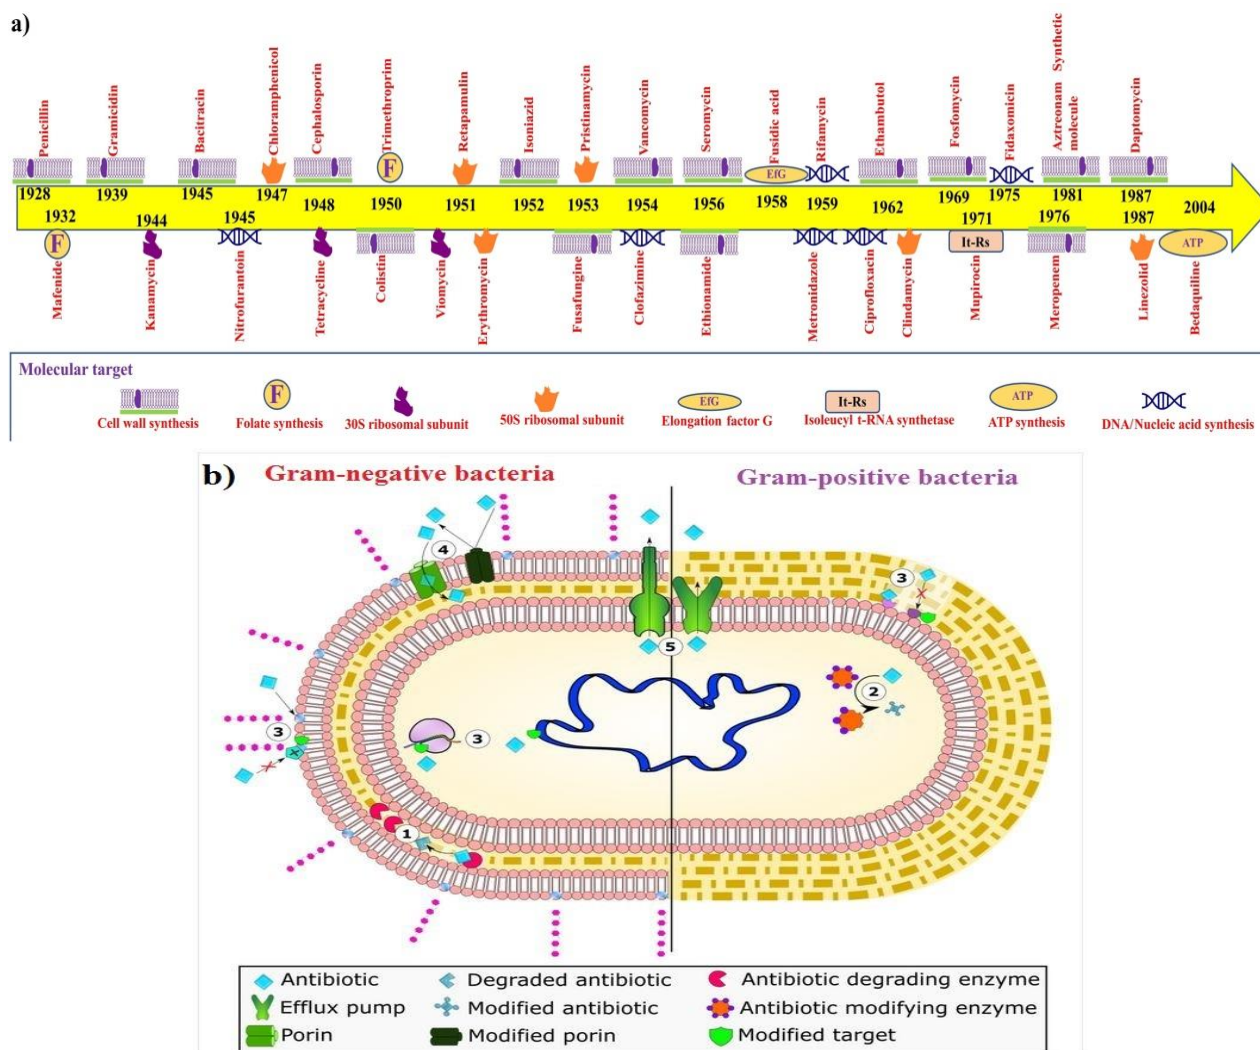 a)
Penicillin
Gramicidin
Bacitracin
Chloramphenicol
Cephalosporin
Trimethroprim
Retapamulin
Isoniazid
Pristinamycin
Vancomycin
Seromycin
Fusidic acid
Rifamycin
Ethambutol
Fosfomycin
Fidaxomicin
Aztreonam Synthetic
molecule
Daptomycin
F
EfG
1928 1939 1945 1947 1948 1950 1951 1952 1953 1954 1956 1958 1959 1962 1969 1975 1981 1987
1932 1944 1945 1971 1976 1987 2004
F
It-Rs
ATP
Mafenide
Kanamycin
Nitrofurantoin
Tetracycline
Colistin
Viomycin
Erythromycin
Fusafungine
Clofazimine
Ethionamide
Metronidazole
Ciprofloxacin
Clindamycin
Mupirocin
Meropenem
Linezolid
Bedaquiline
Molecular target
F
EfG
It-Rs
ATP
Cell wall synthesis
Folate synthesis
30S ribosomal subunit
50S ribosomal subunit
Elongation factor G
Isoleucyl t-RNA synthetase
ATP synthesis
DNA/Nucleic acid synthesis
b)
Gram-negative bacteria
Gram-positive bacteria
4
3
5
2
3
3
1
Antibiotic
Degraded antibiotic
Antibiotic degrading enzyme
Efflux pump
Modified antibiotic
Antibiotic modifying enzyme
Porin
Modified porin
Modified target